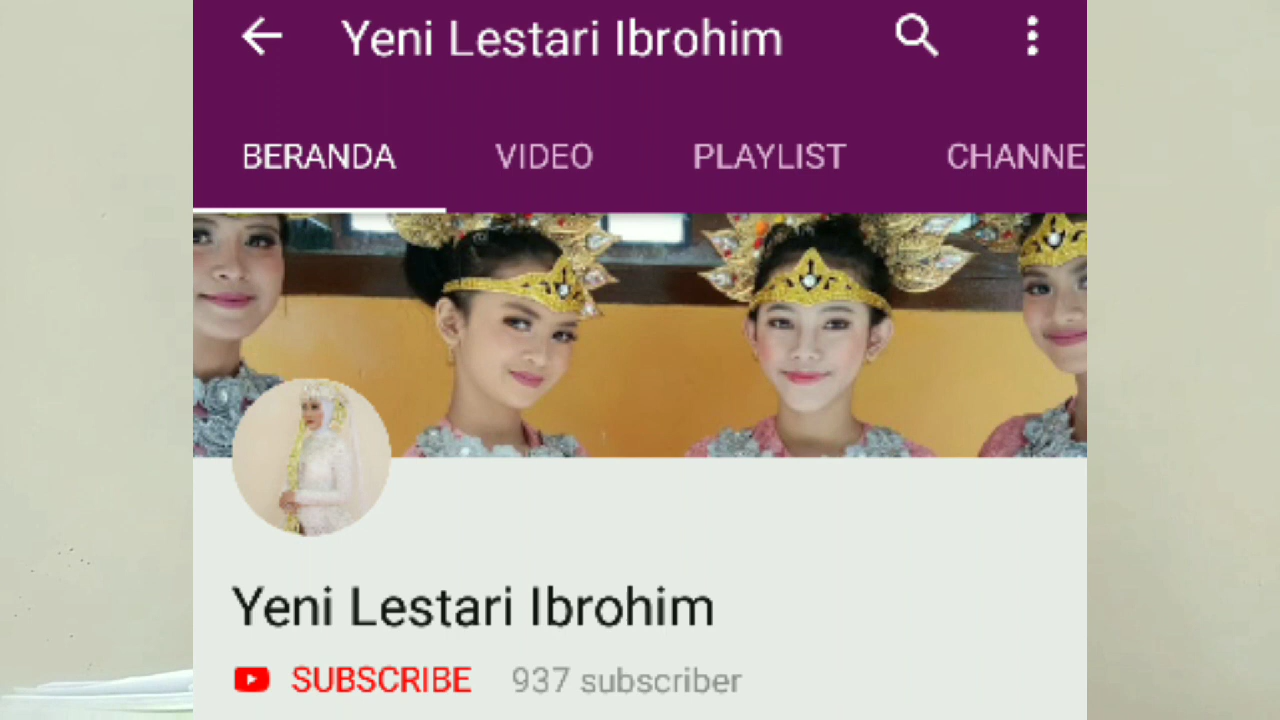 Yeni Lestari Ibrohim
BERANDA VIDEO PLAYLIST CHANNE
Yeni Lestari Ibrohim
SUBSCRIBE 937 subscriber